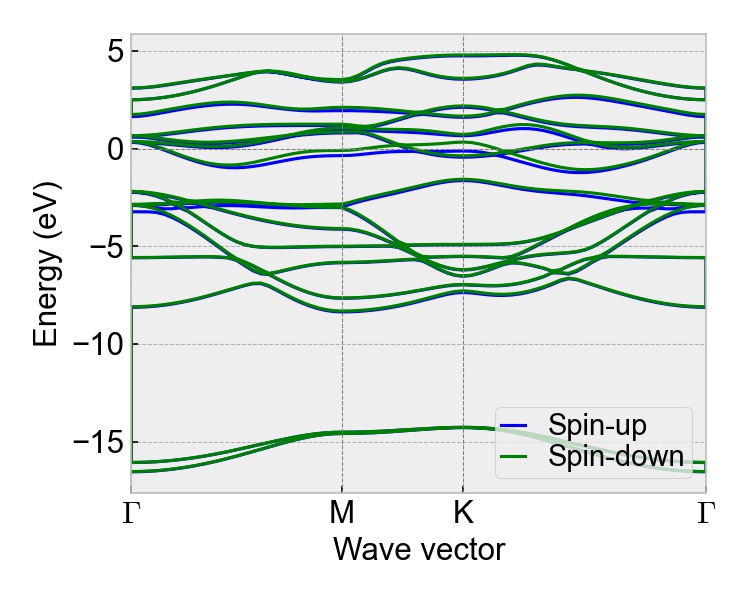 5
0
−5
−10
−15
Energy (eV)
Spin-up
Spin-down
Γ M K Γ
Wave vector